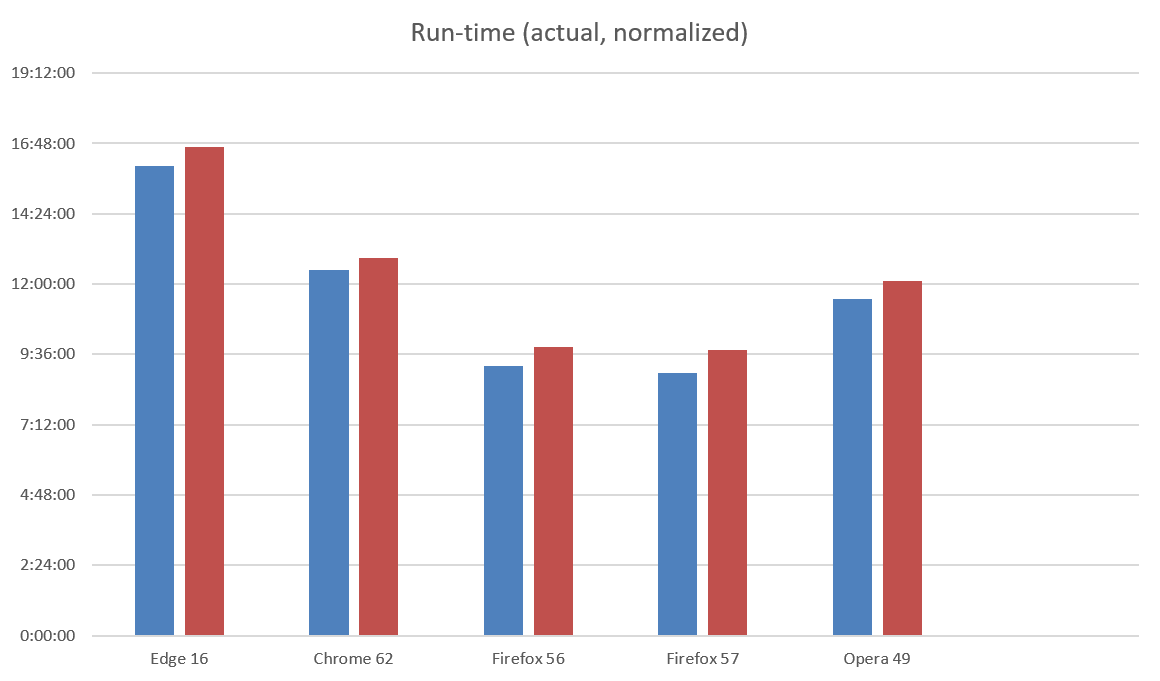 Run-time (actual, normalized)
19:12:00
16:48:00
14:24:00
12:00:00
9:36:00
7:12:00
4:48:00
2:24:00
0:00:00
Edge 16
Chrome 62
Firefox 56
Firefox 57
Opera 49